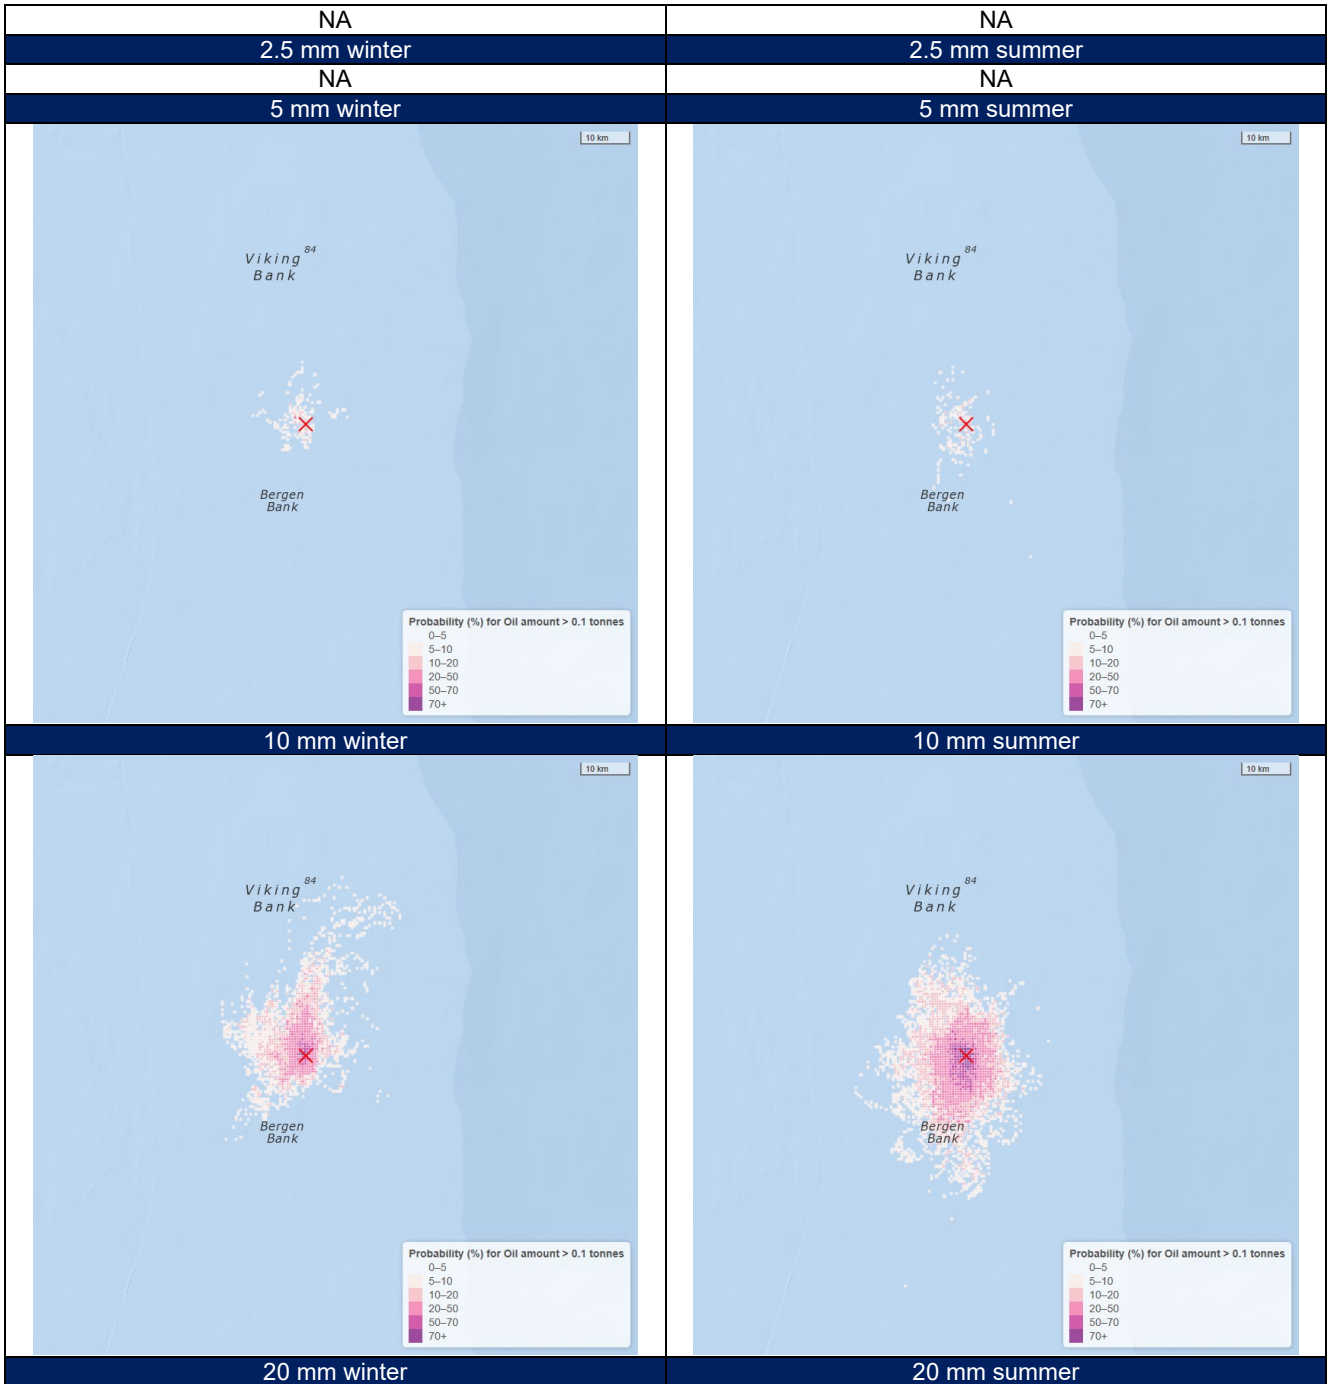 NA NA
2.5 mm winter 2.5 mm summer
NA NA
5 mm winter 5 mm summer
10 km
Viking 84
Bank
Bergen
Bank
Probability (%) for Oil amount > 0.1 tonnes
0–5
5–10
10–20
20–50
50–70
70+
10 km
Viking 84
Bank
Bergen
Bank
Probability (%) for Oil amount > 0.1 tonnes
0–5
5–10
10–20
20–50
50–70
70+
10 mm winter 10 mm summer
10 km
Viking 84
Bank
Bergen
Bank
Probability (%) for Oil amount > 0.1 tonnes
0–5
5–10
10–20
20–50
50–70
70+
10 km
Viking 84
Bank
Bergen
Bank
Probability (%) for Oil amount > 0.1 tonnes
0–5
5–10
10–20
20–50
50–70
70+
20 mm winter 20 mm summer